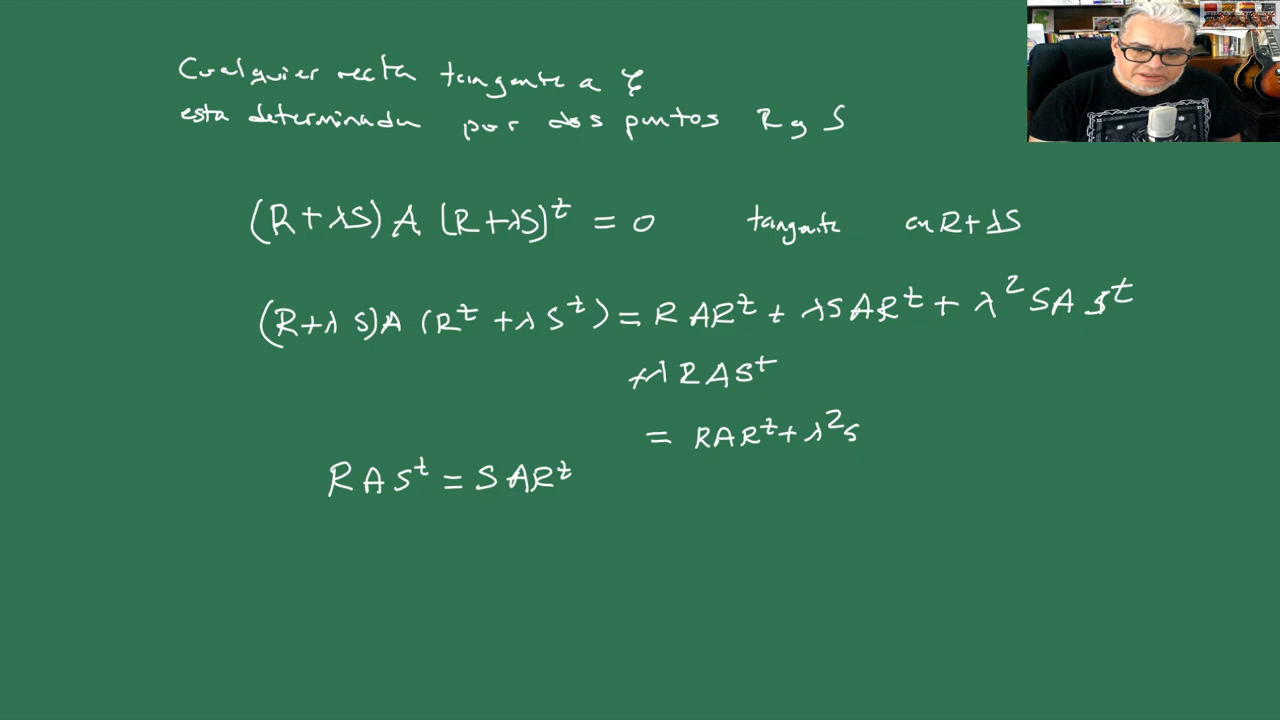 Cualquier recta tangente a ζ
esta determinada por dos puntos R y S
(R+λS) A (R+λS)^t = 0 tangente en R+λS
(R+λS)A (R^t + λS^t) = RAR^t + λSAR^t + λ^2 SAS^t
+λRAS^t
= RAR^t + λ^2 S
RAS^t = SAR^t